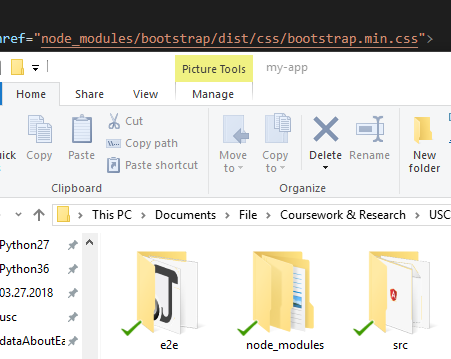 href="node_modules/bootstrap/dist/css/bootstrap.min.css">
Picture Tools my-app
Home Share View Manage
Copy Paste Cut
Copy path
Paste shortcut
Move to Copy to Delete Rename New folder
Clipboard Organize
This PC Documents File Coursework & Research USC
Python27
Python36
03.27.2018
usc
dataAboutEa
e2e node_modules src